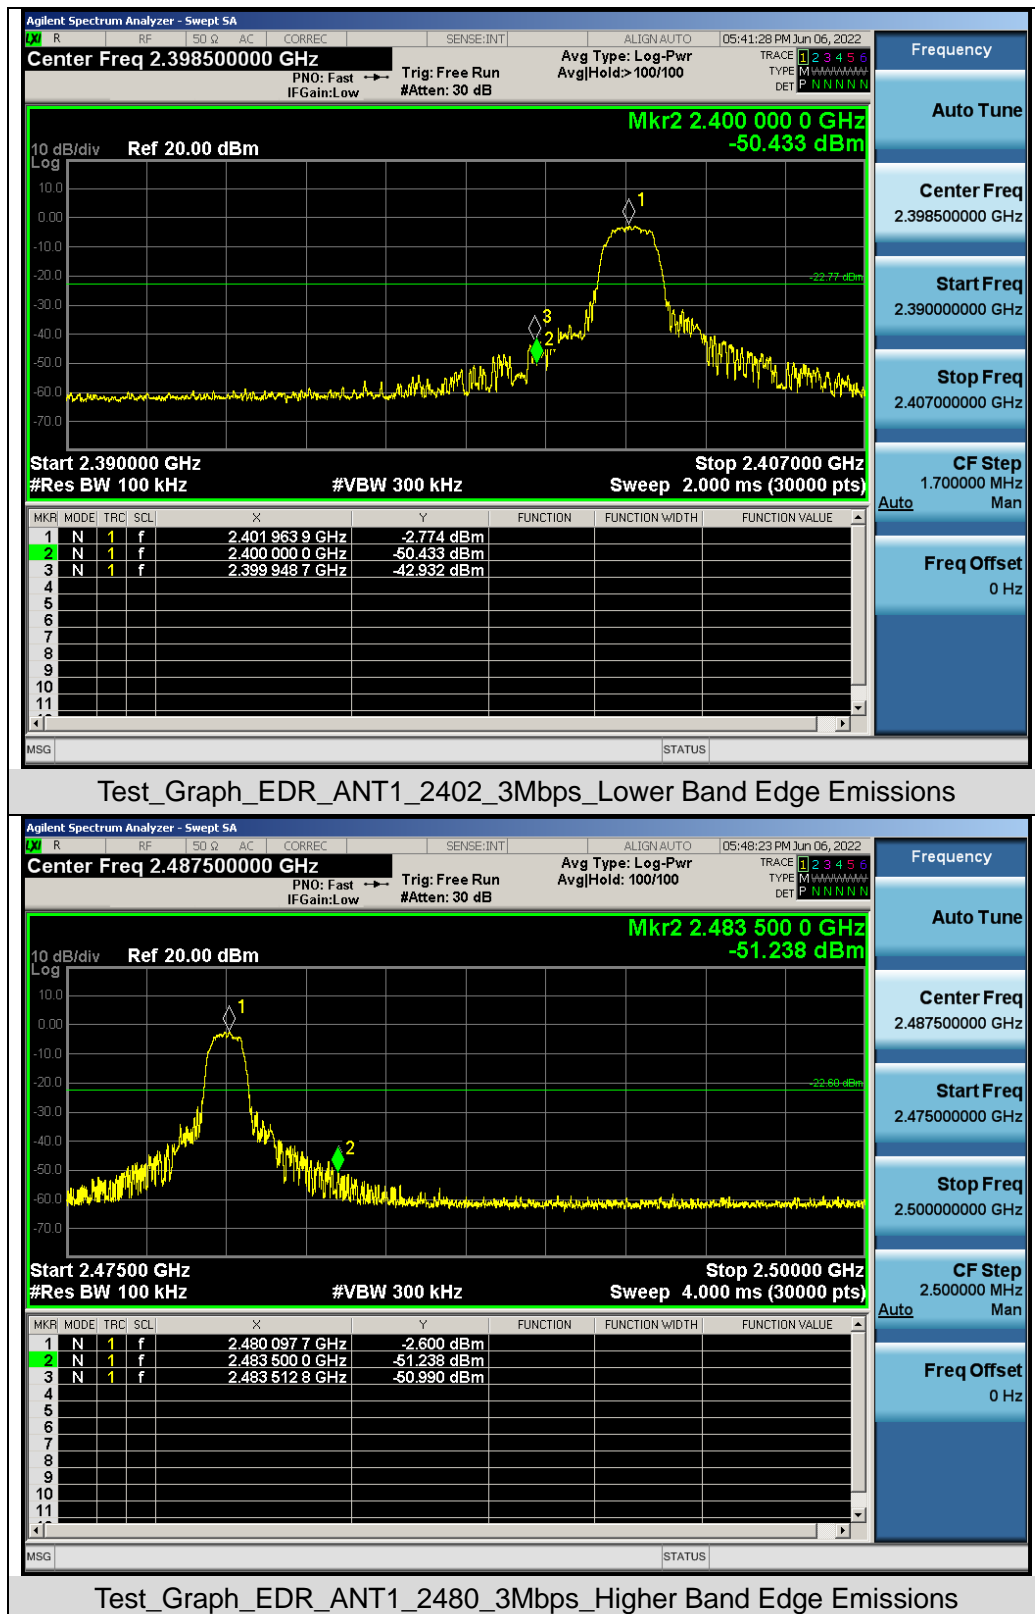 Agilent Spectrum Analyzer - Swept SA
LXI R RF 50 Ω AC CORREC SENSE:INT ALIGN AUTO 05:41:28 PM Jun 06, 2022
Center Freq 2.398500000 GHz
PNO: Fast
IFGain:Low
Trig: Free Run
#Atten: 30 dB
Avg Type: Log-Pwr
Avg|Hold:>100/100
TRACE 1 2 3 4 5 6
TYPE M WWWWW
DET P N N N N N
Mkr2 2.400 000 0 GHz
-50.433 dBm
10 dB/div Ref 20.00 dBm
Log
10.0
0.00
-10.0
-20.0
-30.0
-40.0
-50.0
-60.0
-70.0
1
-22.77 dBm
3
2
Start 2.390000 GHz Stop 2.407000 GHz
#Res BW 100 kHz #VBW 300 kHz Sweep 2.000 ms (30000 pts)
MKR MODE TRC SCL X Y FUNCTION FUNCTION WIDTH FUNCTION VALUE
1 N 1 f 2.401 963 9 GHz -2.774 dBm
2 N 1 f 2.400 000 0 GHz -50.433 dBm
3 N 1 f 2.399 948 7 GHz -42.932 dBm
4
5
6
7
8
9
10
11
MSG STATUS
Frequency
Auto Tune
Center Freq
2.398500000 GHz
Start Freq
2.390000000 GHz
Stop Freq
2.407000000 GHz
CF Step
1.700000 MHz
Auto Man
Freq Offset
0 Hz
Test_Graph_EDR_ANT1_2402_3Mbps_Lower Band Edge Emissions
Agilent Spectrum Analyzer - Swept SA
LXI R RF 50 Ω AC CORREC SENSE:INT ALIGN AUTO 05:48:23 PM Jun 06, 2022
Center Freq 2.487500000 GHz
PNO: Fast
IFGain:Low
Trig: Free Run
#Atten: 30 dB
Avg Type: Log-Pwr
Avg|Hold: 100/100
TRACE 1 2 3 4 5 6
TYPE M WWWWW
DET P N N N N N
Mkr2 2.483 500 0 GHz
-51.238 dBm
10 dB/div Ref 20.00 dBm
Log
10.0
0.00
-10.0
-20.0
-30.0
-40.0
-50.0
-60.0
-70.0
1
-22.60 dBm
2
Start 2.47500 GHz Stop 2.50000 GHz
#Res BW 100 kHz #VBW 300 kHz Sweep 4.000 ms (30000 pts)
MKR MODE TRC SCL X Y FUNCTION FUNCTION WIDTH FUNCTION VALUE
1 N 1 f 2.480 097 7 GHz -2.600 dBm
2 N 1 f 2.483 500 0 GHz -51.238 dBm
3 N 1 f 2.483 512 8 GHz -50.990 dBm
4
5
6
7
8
9
10
11
MSG STATUS
Frequency
Auto Tune
Center Freq
2.487500000 GHz
Start Freq
2.475000000 GHz
Stop Freq
2.500000000 GHz
CF Step
2.500000 MHz
Auto Man
Freq Offset
0 Hz
Test_Graph_EDR_ANT1_2480_3Mbps_Higher Band Edge Emissions